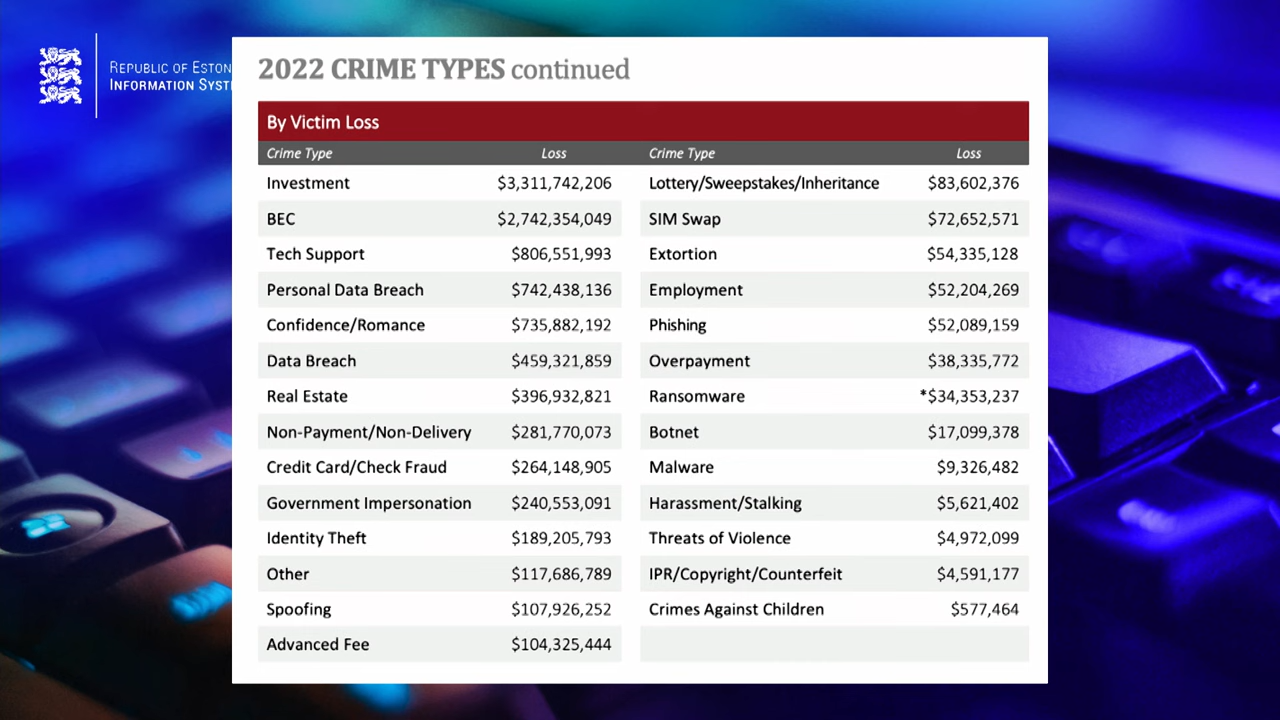 REPUBLIC OF ESTON
INFORMATION SYST
2022 CRIME TYPES continued
By Victim Loss
Crime Type Loss Crime Type Loss
Investment $3,311,742,206 Lottery/Sweepstakes/Inheritance $83,602,376
BEC $2,742,354,049 SIM Swap $72,652,571
Tech Support $806,551,993 Extortion $54,335,128
Personal Data Breach $742,438,136 Employment $52,204,269
Confidence/Romance $735,882,192 Phishing $52,089,159
Data Breach $459,321,859 Overpayment $38,335,772
Real Estate $396,932,821 Ransomware *$34,353,237
Non-Payment/Non-Delivery $281,770,073 Botnet $17,099,378
Credit Card/Check Fraud $264,148,905 Malware $9,326,482
Government Impersonation $240,553,091 Harassment/Stalking $5,621,402
Identity Theft $189,205,793 Threats of Violence $4,972,099
Other $117,686,789 IPR/Copyright/Counterfeit $4,591,177
Spoofing $107,926,252 Crimes Against Children $577,464
Advanced Fee $104,325,444